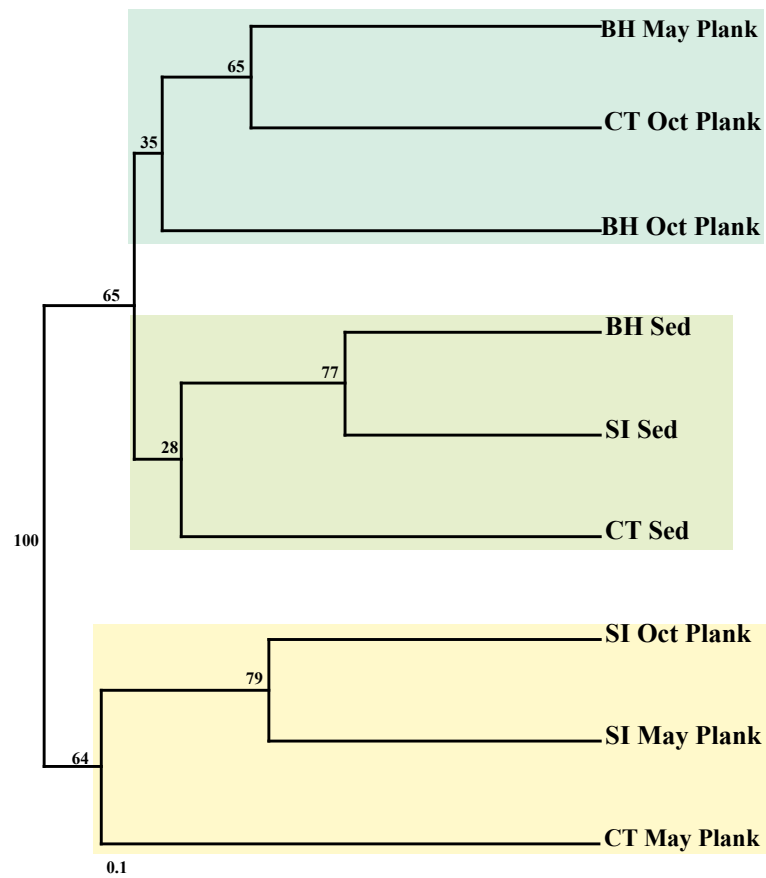 BH May Plank
65
CT Oct Plank
35
BH Oct Plank
65
BH Sed
77
SI Sed
28
CT Sed
100
SI Oct Plank
79
SI May Plank
64
CT May Plank
0.1